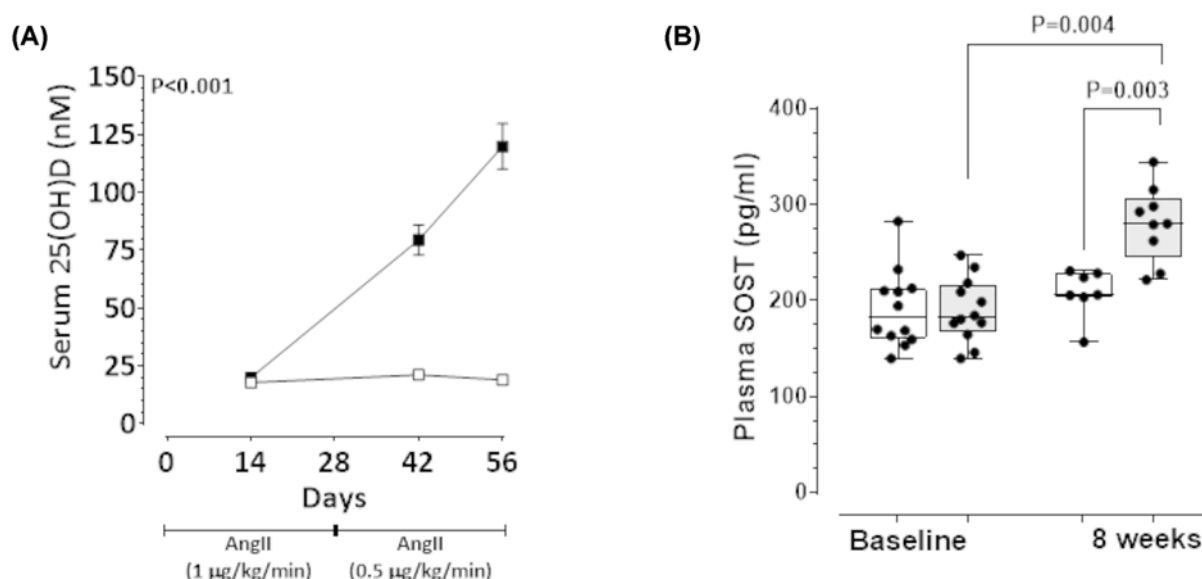 (A)
P<0.001
Serum 25(OH)D (nM)
150
125
100
75
50
25
0
0 14 28 42 56
Days
AngII AngII
(1 µg/kg/min) (0.5 µg/kg/min)
(B)
P=0.004
P=0.003
Plasma SOST (pg/ml)
400
300
200
100
0
Baseline 8 weeks